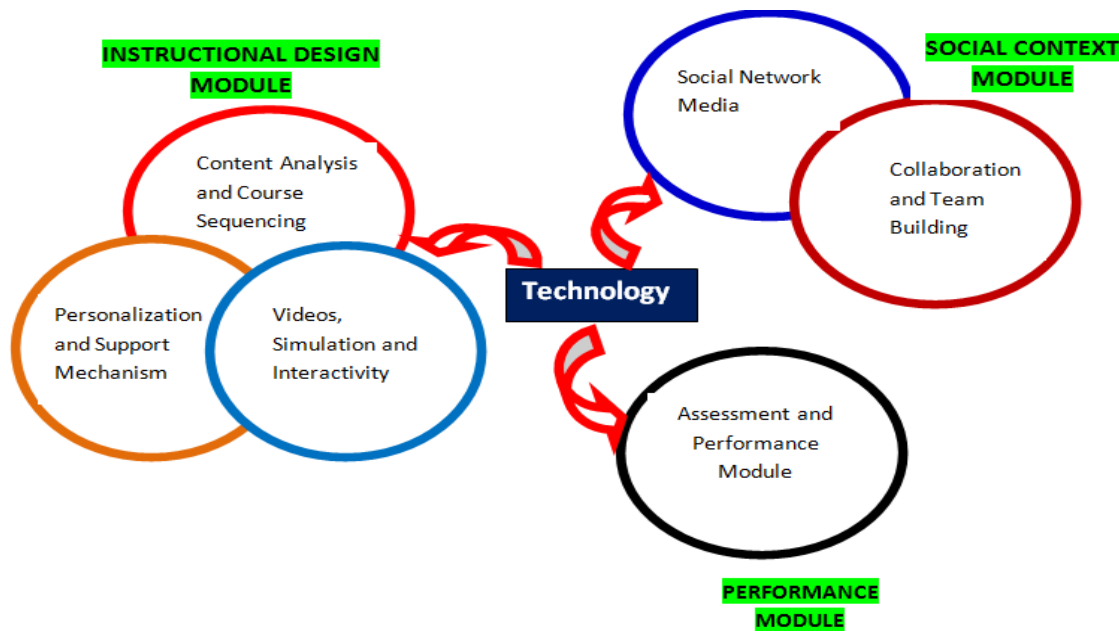 INSTRUCTIONAL DESIGN
MODULE
Content Analysis
and Course
Sequencing
Personalization
and Support
Mechanism
Videos,
Simulation and
Interactivity
Technology
SOCIAL CONTEXT
MODULE
Social Network
Media
Collaboration
and Team
Building
Assessment and
Performance
Module
PERFORMANCE
MODULE